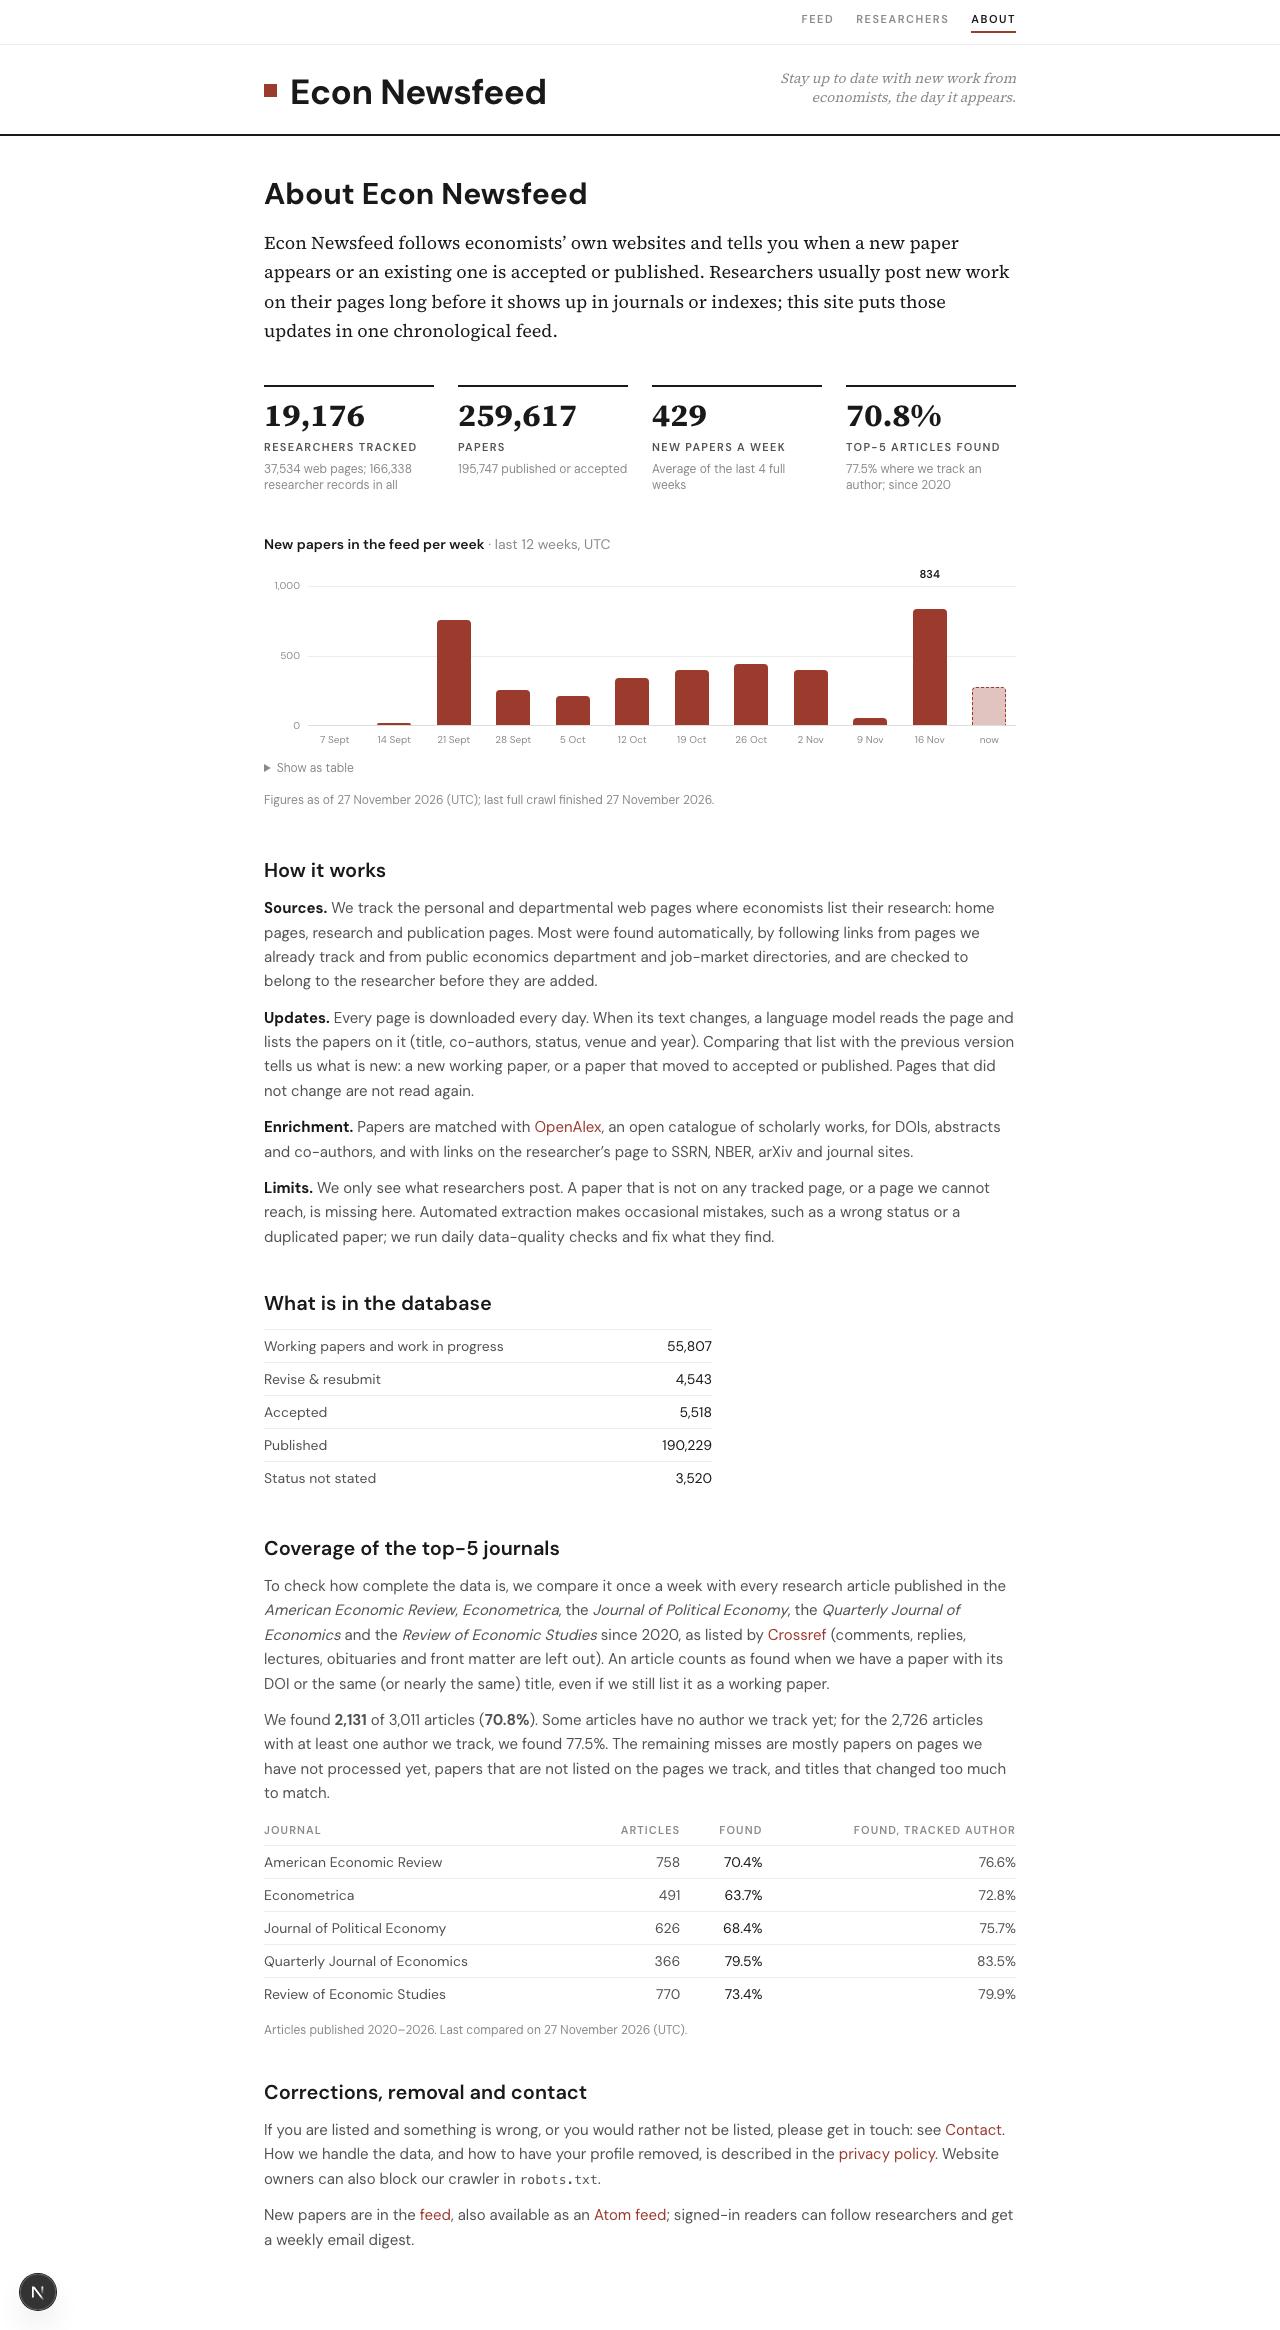 FEED RESEARCHERS ABOUT
Econ Newsfeed
Stay up to date with new work from
economists, the day it appears.
About Econ Newsfeed
Econ Newsfeed follows economists’ own websites and tells you when a new paper
appears or an existing one is accepted or published. Researchers usually post new work
on their pages long before it shows up in journals or indexes; this site puts those
updates in one chronological feed.
19,176
RESEARCHERS TRACKED
37,534 web pages; 166,338
researcher records in all
259,617
PAPERS
195,747 published or accepted
429
NEW PAPERS A WEEK
Average of the last 4 full
weeks
70.8%
TOP-5 ARTICLES FOUND
77.5% where we track an
author; since 2020
New papers in the feed per week · last 12 weeks, UTC
834
1,000
500
0
7 Sept 14 Sept 21 Sept 28 Sept 5 Oct 12 Oct 19 Oct 26 Oct 2 Nov 9 Nov 16 Nov now
Show as table
Figures as of 27 November 2026 (UTC); last full crawl finished 27 November 2026.
How it works
Sources. We track the personal and departmental web pages where economists list their research: home
pages, research and publication pages. Most were found automatically, by following links from pages we
already track and from public economics department and job-market directories, and are checked to
belong to the researcher before they are added.
Updates. Every page is downloaded every day. When its text changes, a language model reads the page and
lists the papers on it (title, co-authors, status, venue and year). Comparing that list with the previous version
tells us what is new: a new working paper, or a paper that moved to accepted or published. Pages that did
not change are not read again.
Enrichment. Papers are matched with OpenAlex, an open catalogue of scholarly works, for DOIs, abstracts
and co-authors, and with links on the researcher’s page to SSRN, NBER, arXiv and journal sites.
Limits. We only see what researchers post. A paper that is not on any tracked page, or a page we cannot
reach, is missing here. Automated extraction makes occasional mistakes, such as a wrong status or a
duplicated paper; we run daily data-quality checks and fix what they find.
What is in the database
Working papers and work in progress 55,807
Revise & resubmit 4,543
Accepted 5,518
Published 190,229
Status not stated 3,520
Coverage of the top-5 journals
To check how complete the data is, we compare it once a week with every research article published in the
American Economic Review, Econometrica, the Journal of Political Economy, the Quarterly Journal of
Economics and the Review of Economic Studies since 2020, as listed by Crossref (comments, replies,
lectures, obituaries and front matter are left out). An article counts as found when we have a paper with its
DOI or the same (or nearly the same) title, even if we still list it as a working paper.
We found 2,131 of 3,011 articles (70.8%). Some articles have no author we track yet; for the 2,726 articles
with at least one author we track, we found 77.5%. The remaining misses are mostly papers on pages we
have not processed yet, papers that are not listed on the pages we track, and titles that changed too much
to match.
JOURNAL ARTICLES FOUND FOUND, TRACKED AUTHOR
American Economic Review 758 70.4% 76.6%
Econometrica 491 63.7% 72.8%
Journal of Political Economy 626 68.4% 75.7%
Quarterly Journal of Economics 366 79.5% 83.5%
Review of Economic Studies 770 73.4% 79.9%
Articles published 2020–2026. Last compared on 27 November 2026 (UTC).
Corrections, removal and contact
If you are listed and something is wrong, or you would rather not be listed, please get in touch: see Contact.
How we handle the data, and how to have your profile removed, is described in the privacy policy. Website
owners can also block our crawler in robots.txt.
New papers are in the feed, also available as an Atom feed; signed-in readers can follow researchers and get
a weekly email digest.
N